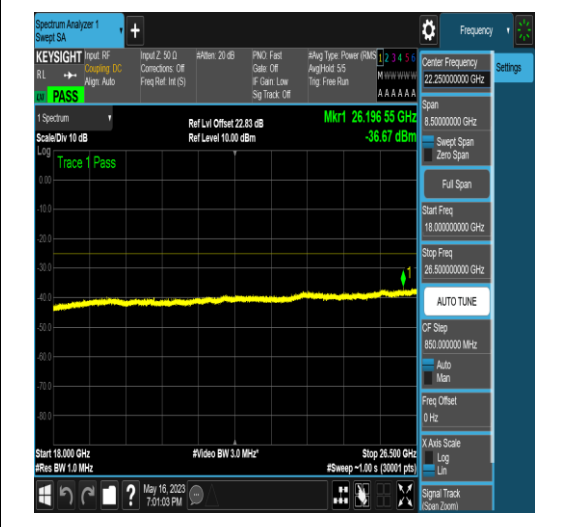 Spectrum Analyzer 1
Swept SA
Frequency
KEYSIGHT
RL
PASS
Input: RF
Coupling: DC
Align: Auto
Input Z: 50 Ω
Corrections: Off
Freq Ref: Int (S)
#Atten: 20 dB
PNO: Fast
Gate: Off
IF Gain: Low
Sig Track: Off
#Avg Type: Power (RMS
Avg|Hold: 5/5
Trig: Free Run
1 2 3 4 5 6
M W W W W W
A A A A A A
1 Spectrum
Scale/Div 10 dB
Ref Lvl Offset 22.83 dB
Ref Level 10.00 dBm
Mkr1 26.196 55 GHz
-36.67 dBm
Log
Trace 1 Pass
0.00
-10.0
-20.0
-30.0
-40.0
-50.0
-60.0
-70.0
-80.0
1
Start 18.000 GHz
#Res BW 1.0 MHz
#Video BW 3.0 MHz*
Stop 26.500 GHz
#Sweep ~1.00 s (30001 pts)
May 16, 2023
7:01:03 PM
Center Frequency
22.250000000 GHz
Span
8.50000000 GHz
Swept Span
Zero Span
Full Span
Start Freq
18.000000000 GHz
Stop Freq
26.500000000 GHz
AUTO TUNE
CF Step
850.000000 MHz
Auto
Man
Freq Offset
0 Hz
X Axis Scale
Log
Lin
Signal Track
(Span Zoom)
Settings